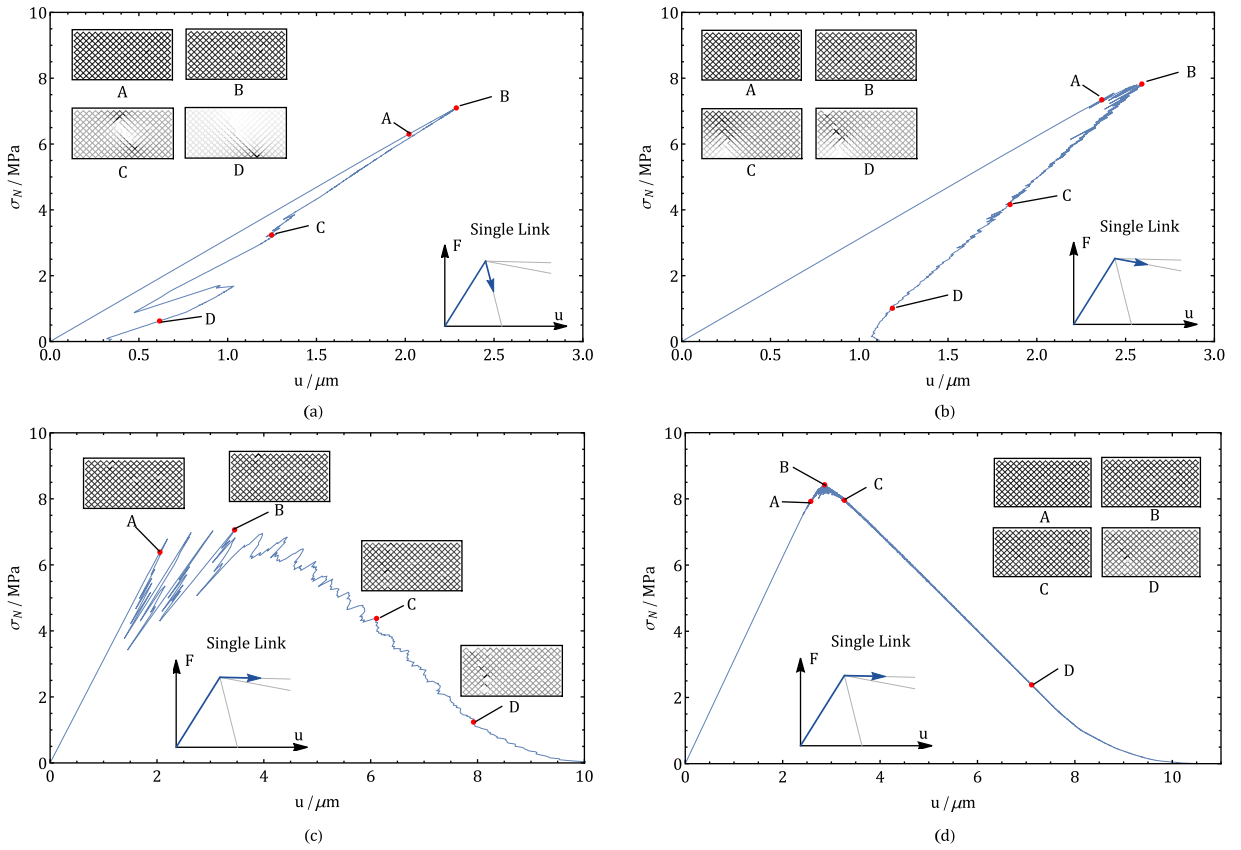 10
8
6
4
2
0
σN / MPa
A
B
C
D
A
B
C
D
Single Link
F
u
0.0
0.5
1.0
1.5
2.0
2.5
3.0
u / μm
(a)
10
8
6
4
2
0
σN / MPa
A
B
C
D
A
B
C
D
Single Link
F
u
0.0
0.5
1.0
1.5
2.0
2.5
3.0
u / μm
(b)
10
8
6
4
2
0
σN / MPa
A
B
C
D
Single Link
F
u
0
2
4
6
8
10
u / μm
(c)
10
8
6
4
2
0
σN / MPa
B
A
C
D
A
B
C
D
Single Link
F
u
0
2
4
6
8
10
u / μm
(d)